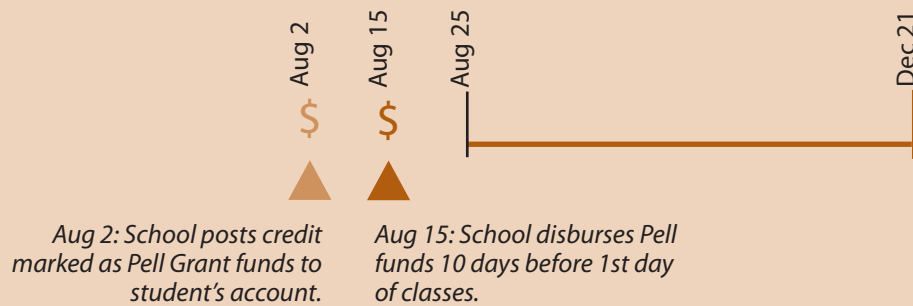 Aug 2
Aug 15
Aug 25
Dec 21
$
$
Aug 2: School posts credit
marked as Pell Grant funds to
student’s account.
Aug 15: School disburses Pell
funds 10 days before 1st day
of classes.